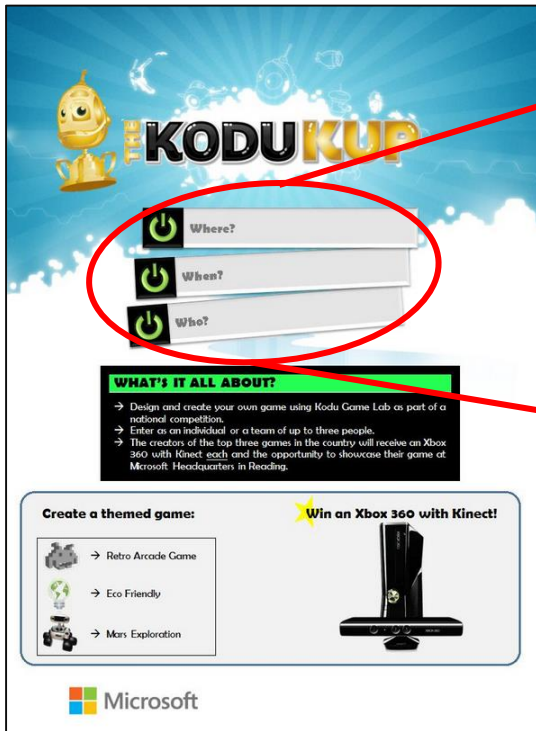 THE KODU KUP
Where?
When?
Who?
WHAT'S IT ALL ABOUT?
→ Design and create your own game using Kodu Game Lab as part of a
national competition.
→ Enter as an individual or a team of up to three people.
→ The creators of the top three games in the country will receive an Xbox
360 with Kinect each and the opportunity to showcase their game at
Microsoft Headquarters in Reading.
Create a themed game:
Win an Xbox 360 with Kinect!
→ Retro Arcade Game
→ Eco Friendly
→ Mars Exploration
Microsoft